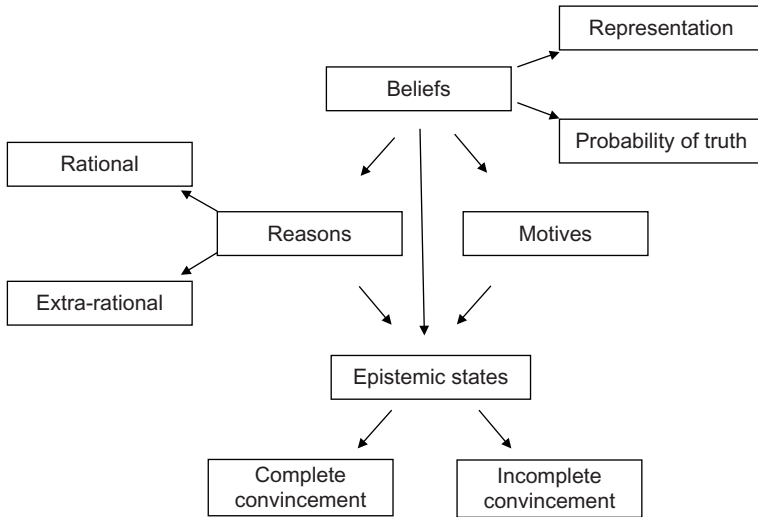 Representation
Beliefs
Probability of truth
Rational
Reasons
Motives
Extra-rational
Epistemic states
Complete
convincement
Incomplete
convincement